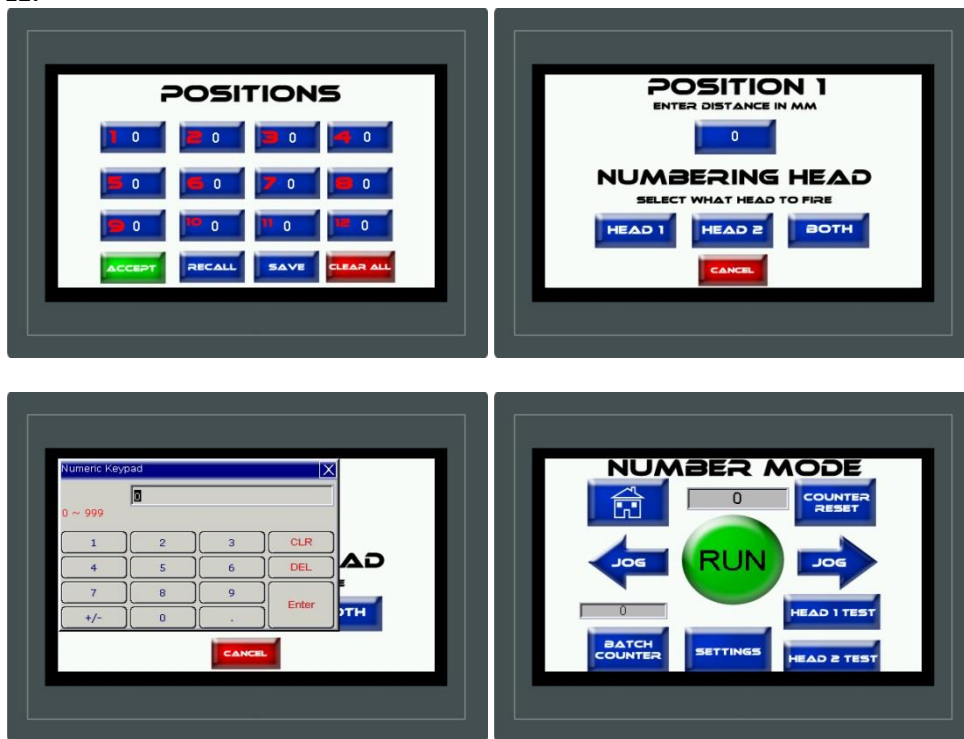 POSITIONS
1 0 2 0 3 0 4 0
5 0 6 0 7 0 8 0
9 0 10 0 11 0 12 0
ACCEPT RECALL SAVE CLEAR ALL
POSITION 1
ENTER DISTANCE IN MM
0
NUMBERING HEAD
SELECT WHAT HEAD TO FIRE
HEAD 1 HEAD 2 BOTH
CANCEL
Numeric Keypad X
0
0 ~ 999
1 2 3 CLR
4 5 6 DEL
7 8 9 Enter
+/- 0 .
AD
E
OTH
CANCEL
NUMBER MODE
0 COUNTER
RESET
JOG RUN JOG
0 HEAD 1 TEST
BATCH
COUNTER SETTINGS HEAD 2 TEST